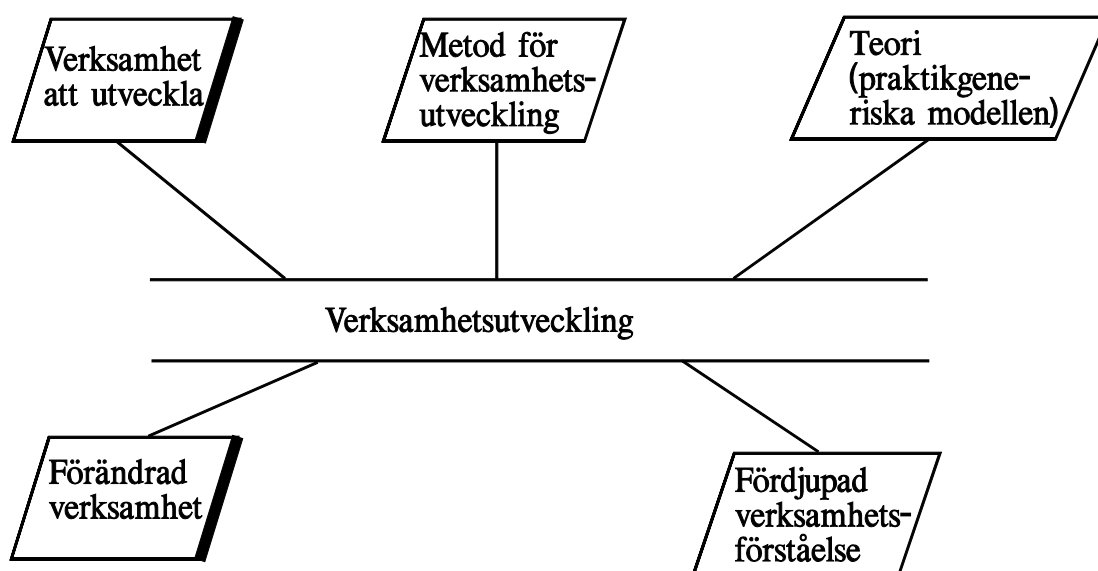 Verksamhet
att utveckla
Metod för
verksamhets-
utveckling
Teori
(praktikgene-
riska modellen)
Verksamhetsutveckling
Förändrad
verksamhet
Fördjupad
verksamhets-
förståelse